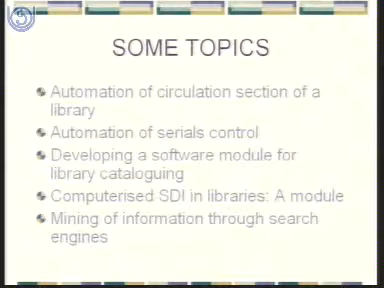 SOME TOPICS
Automation of circulation section of a
library
Automation of serials control
Developing a software module for
library cataloguing
Computerised SDI in libraries: A module
Mining of information through search
engines